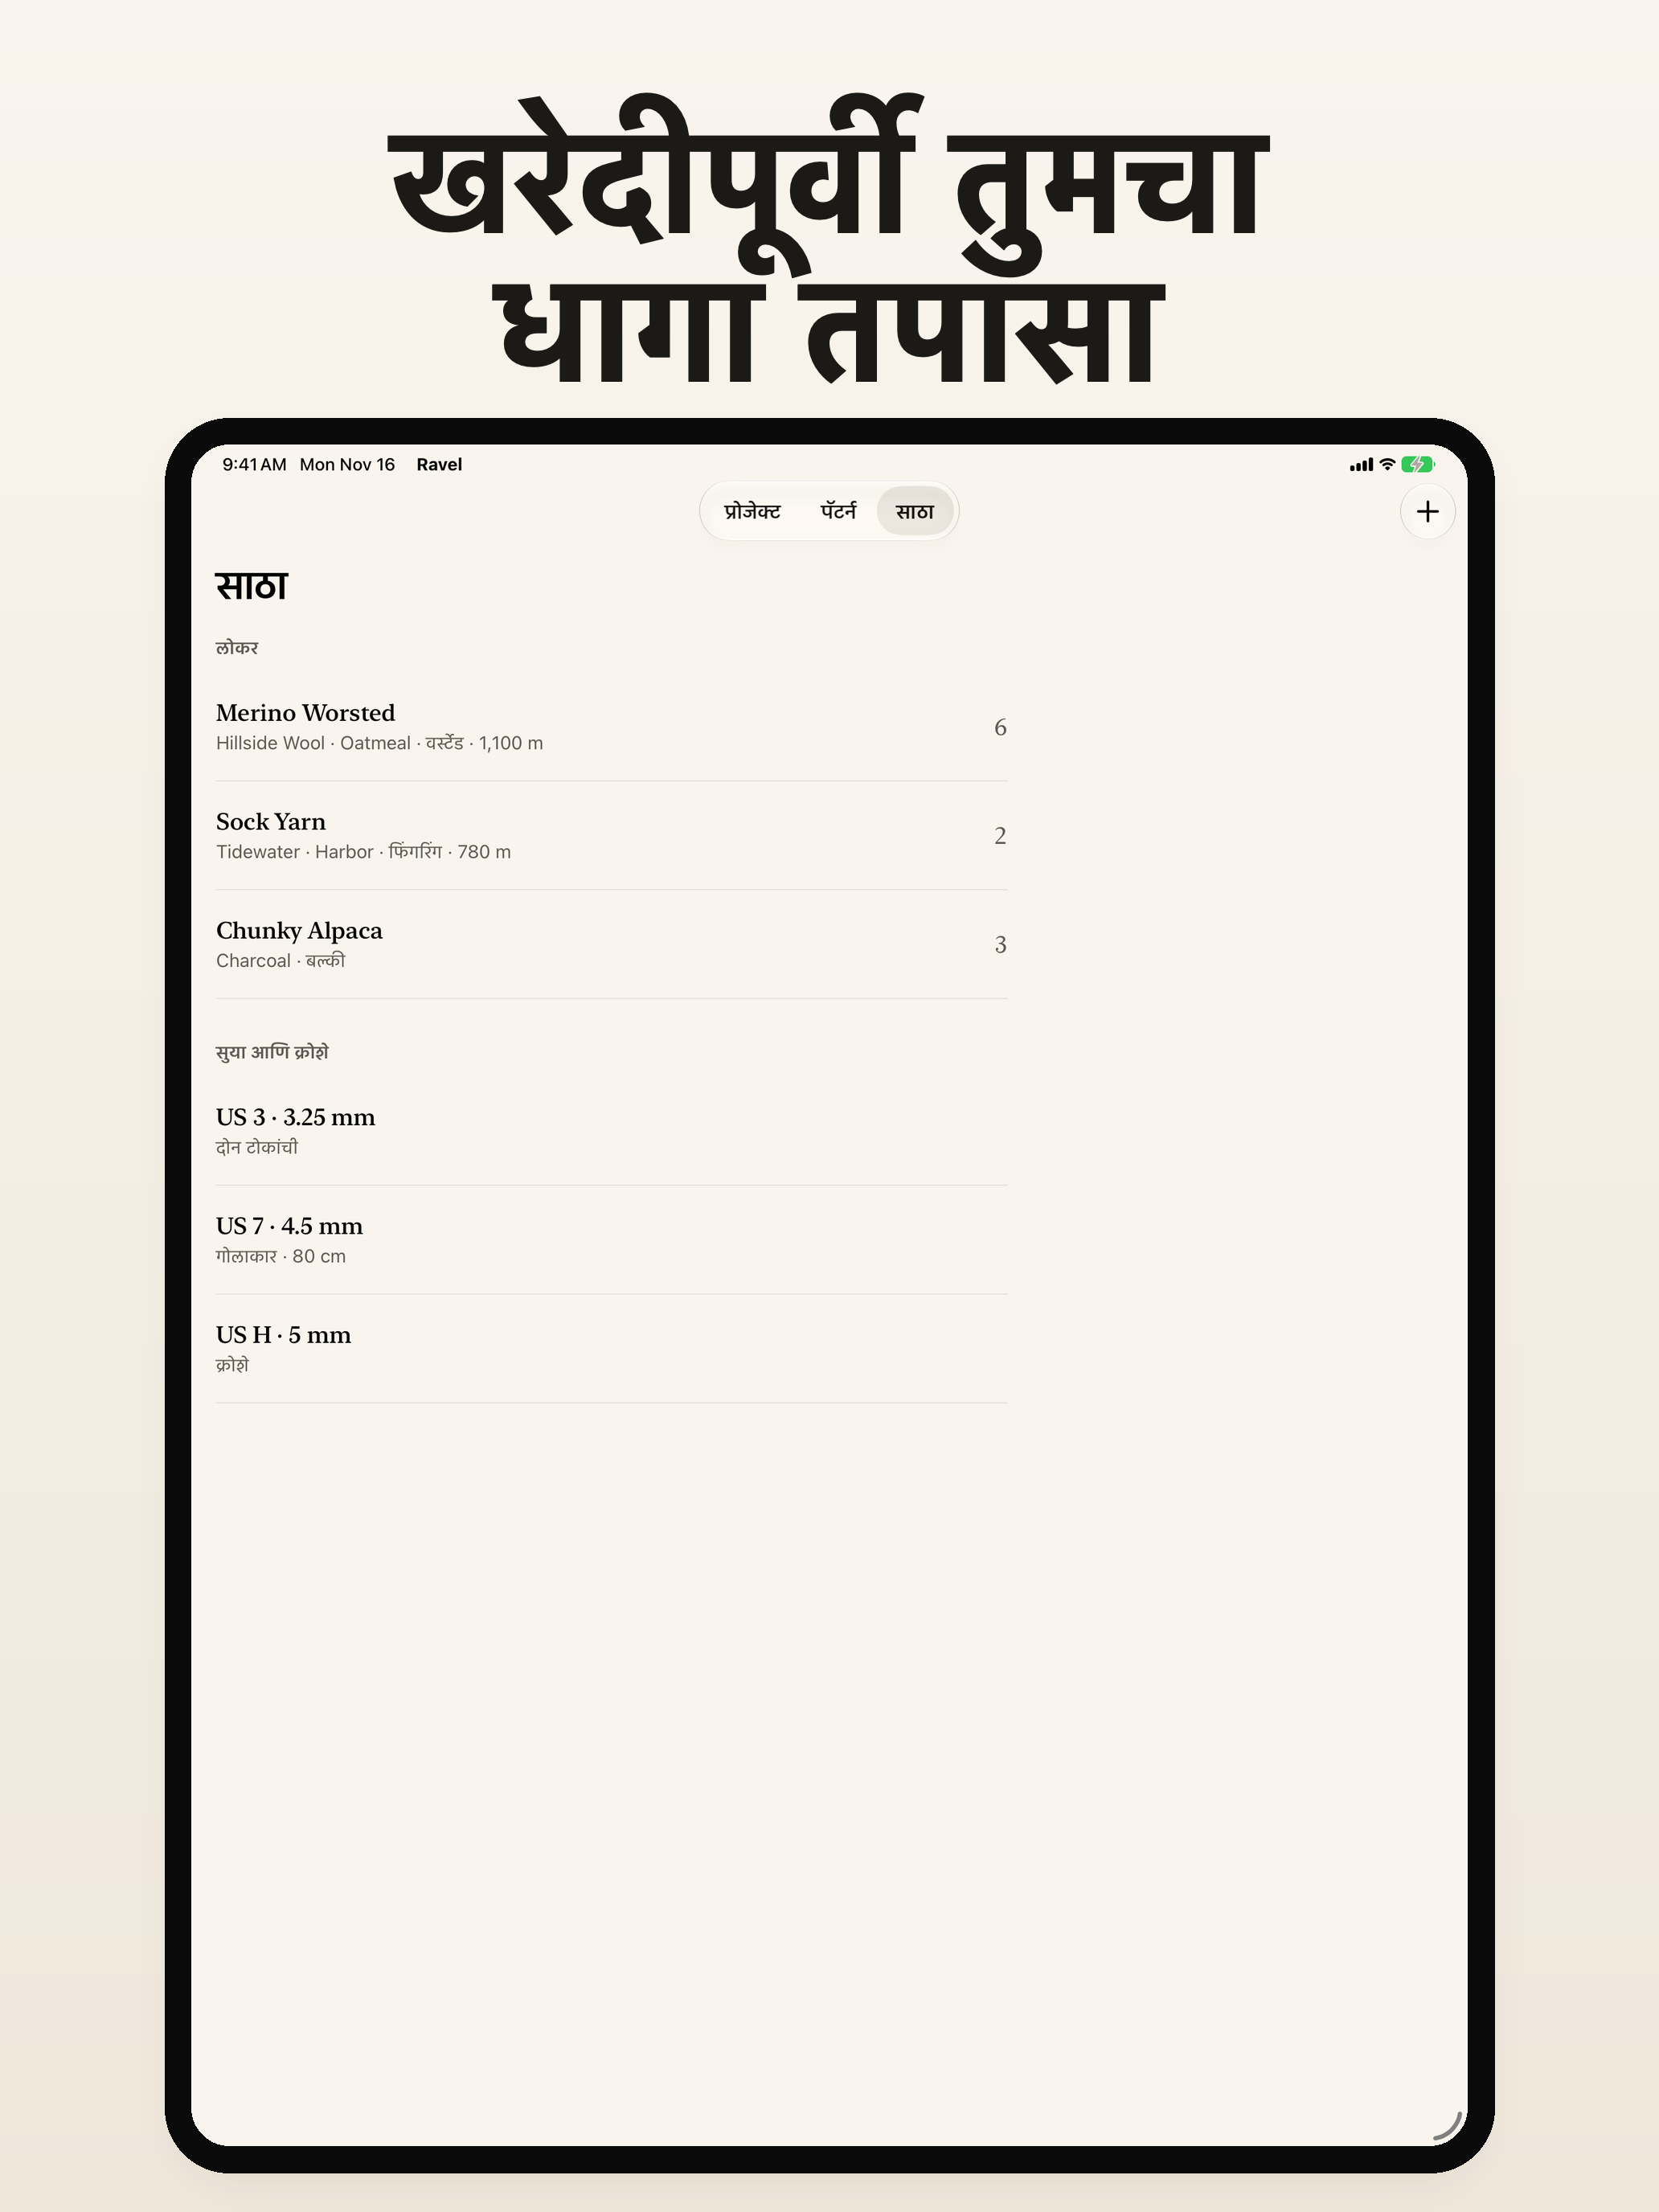 खरेदीपूर्वी तुमचा
धागा तपासा
9:41 AM Mon Nov 16 Ravel
प्रोजेक्ट पॅटर्न साठा
साठा
लोकर
Merino Worsted
6
Hillside Wool · Oatmeal · वर्स्टेड · 1,100 m
Sock Yarn
2
Tidewater · Harbor · फिंगरिंग · 780 m
Chunky Alpaca
3
Charcoal · बल्की
सुया आणि क्रोशे
US 3 · 3.25 mm
दोन टोकांची
US 7 · 4.5 mm
गोलाकार · 80 cm
US H · 5 mm
क्रोशे